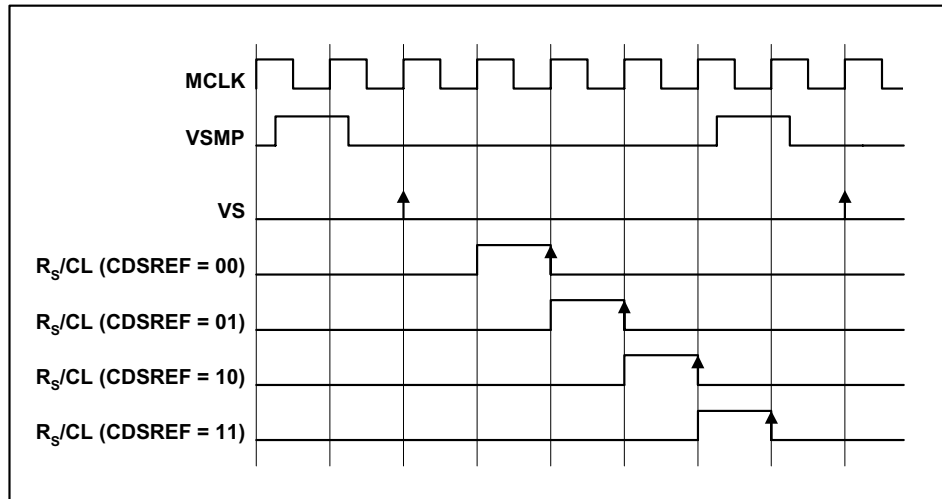 MCLK
VSMP
VS
RS/CL (CDSREF = 00)
RS/CL (CDSREF = 01)
RS/CL (CDSREF = 10)
RS/CL (CDSREF = 11)